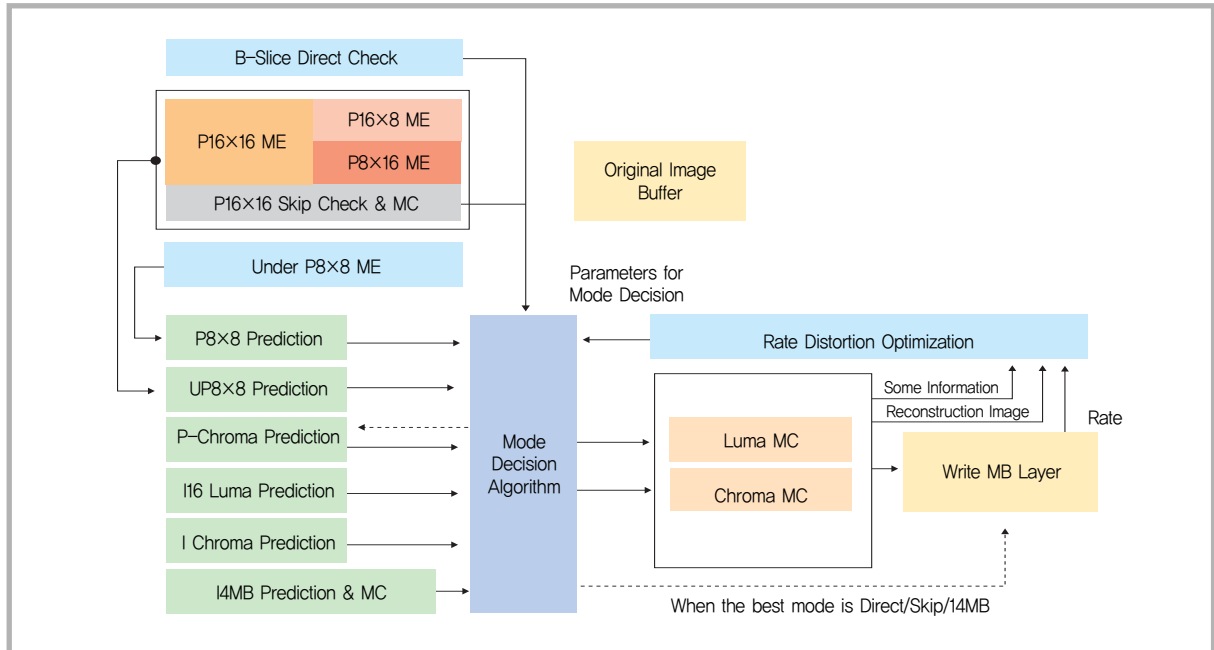 B-Slice Direct Check
P16×16 ME
P16×8 ME
P8×16 ME
P16×16 Skip Check & MC
Original Image
Buffer
Under P8×8 ME
Parameters for
Mode Decision
P8×8 Prediction
UP8×8 Prediction
P-Chroma Prediction
I16 Luma Prediction
I Chroma Prediction
I4MB Prediction & MC
Mode
Decision
Algorithm
Rate Distortion Optimization
Some Information
Reconstruction Image
Rate
Luma MC
Chroma MC
Write MB Layer
When the best mode is Direct/Skip/14MB